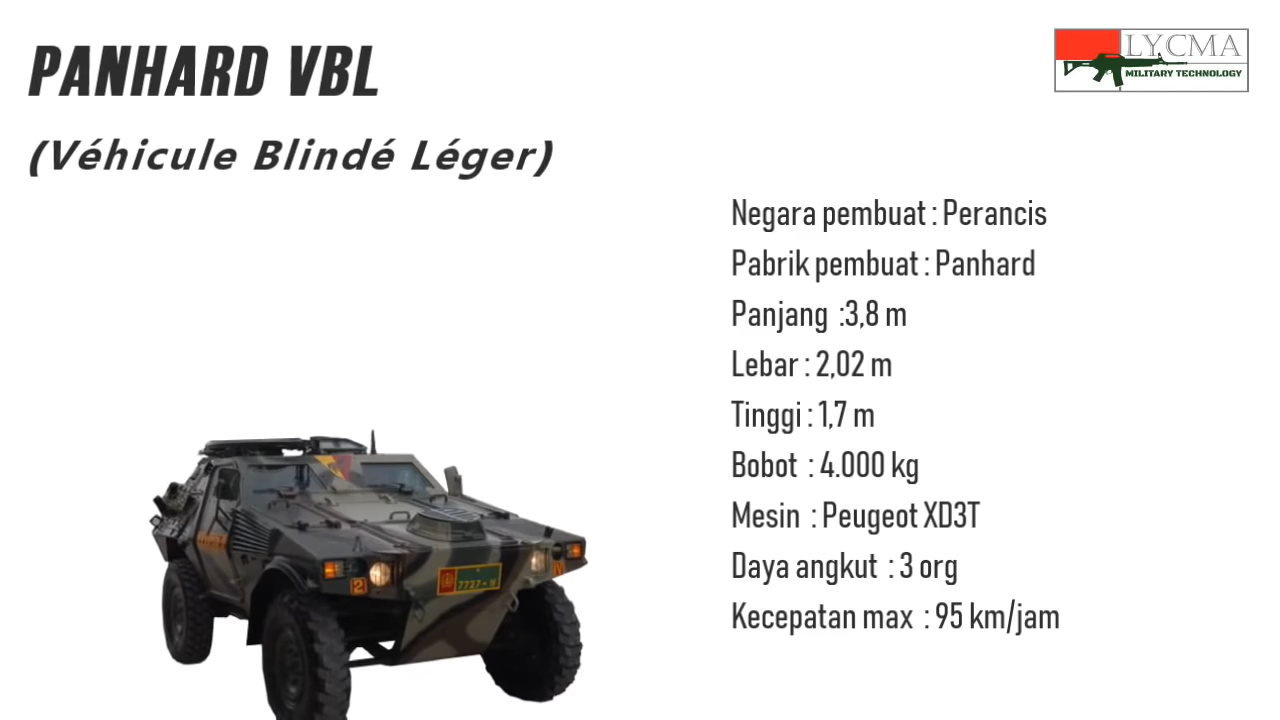 PANHARD VBL
(Véhicule Blindé Léger)
LYCMA
MILITARY TECHNOLOGY
Negara pembuat : Perancis
Pabrik pembuat : Panhard
Panjang :3,8 m
Lebar : 2,02 m
Tinggi : 1,7 m
Bobot : 4.000 kg
Mesin : Peugeot XD3T
Daya angkut : 3 org
Kecepatan max : 95 km/jam
2